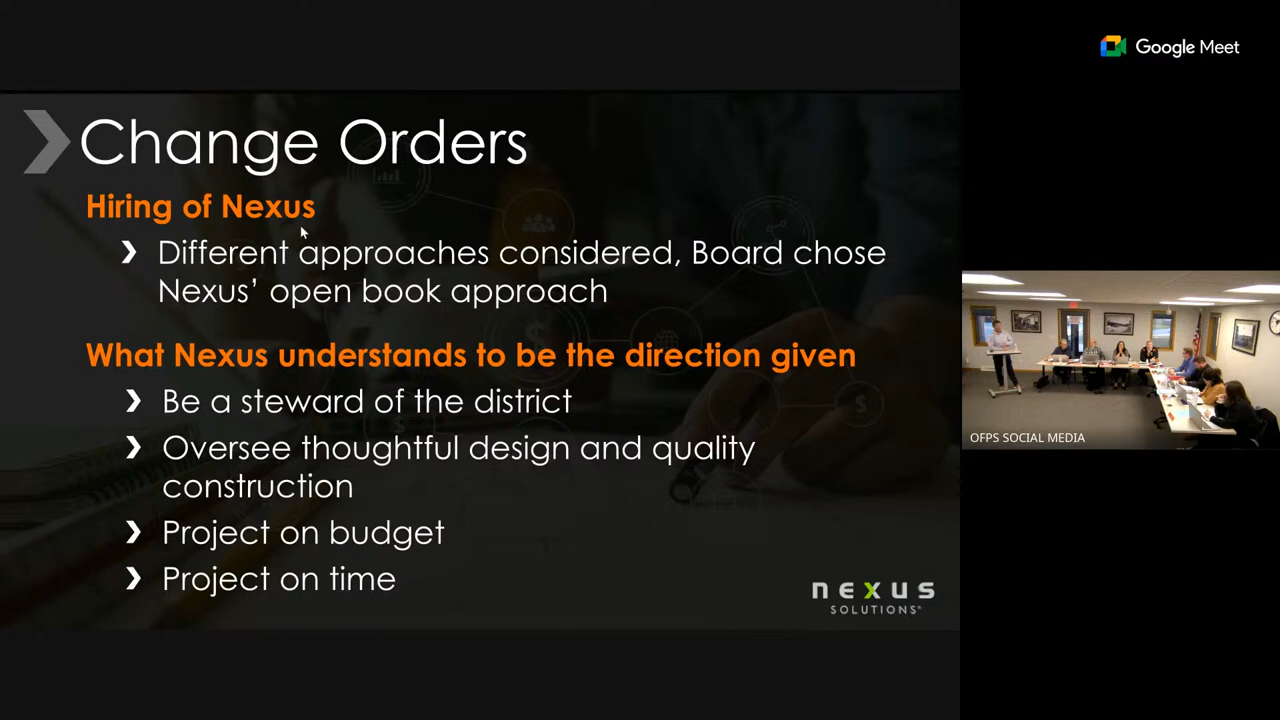 Google Meet
Change Orders
Hiring of Nexus
❯ Different approaches considered, Board chose
Nexus’ open book approach
What Nexus understands to be the direction given
❯ Be a steward of the district
❯ Oversee thoughtful design and quality
construction
❯ Project on budget
❯ Project on time
nexus
SOLUTIONS
OFPS SOCIAL MEDIA